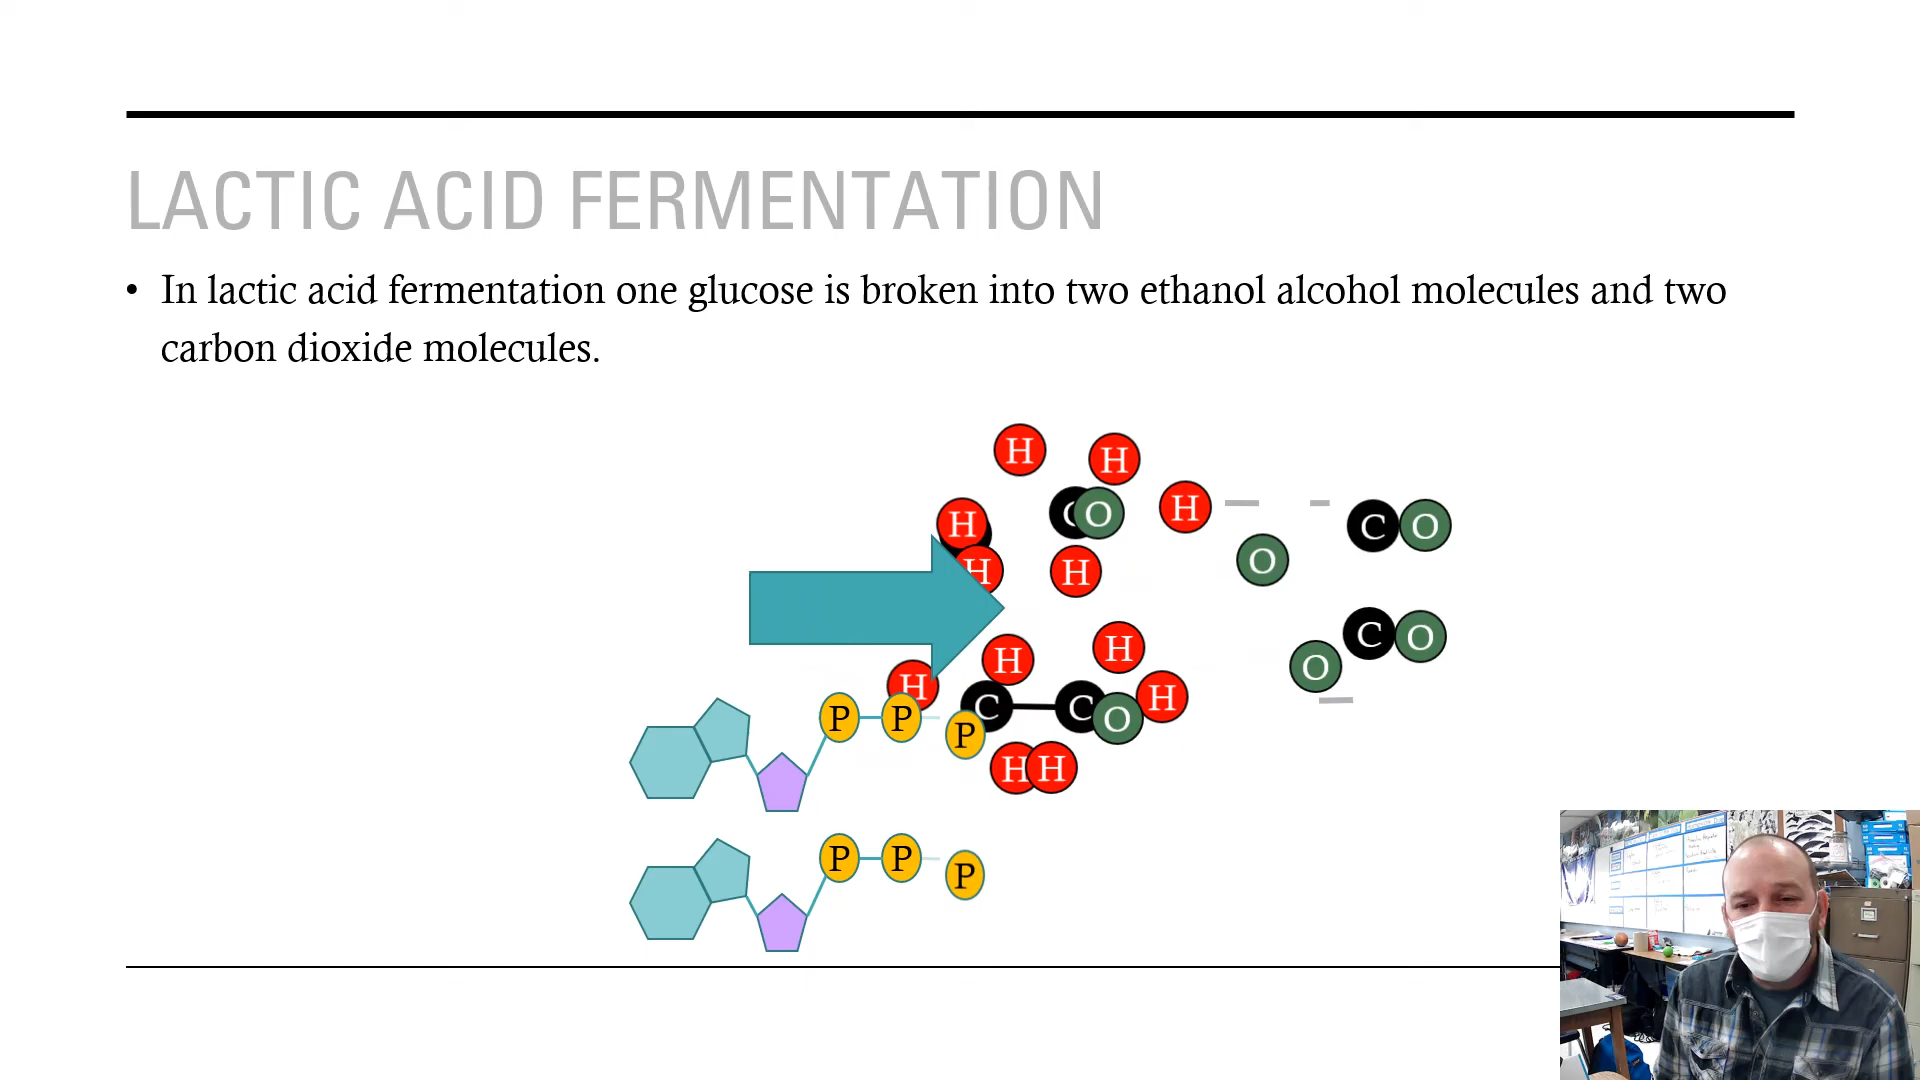 LACTIC ACID FERMENTATION
• In lactic acid fermentation one glucose is broken into two ethanol alcohol molecules and two
carbon dioxide molecules.
H H
H C O H C O
H H O
H H C O
H H O
P P P C C O H
H H
P P P